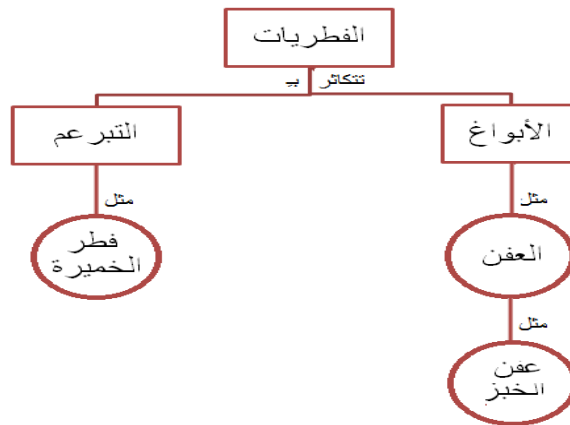 الفطريات
تتكاثر بـ
الأبواغ
التبرعم
مثل
مثل
العفن
فطر
الخميرة
مثل
عفن
الخبز